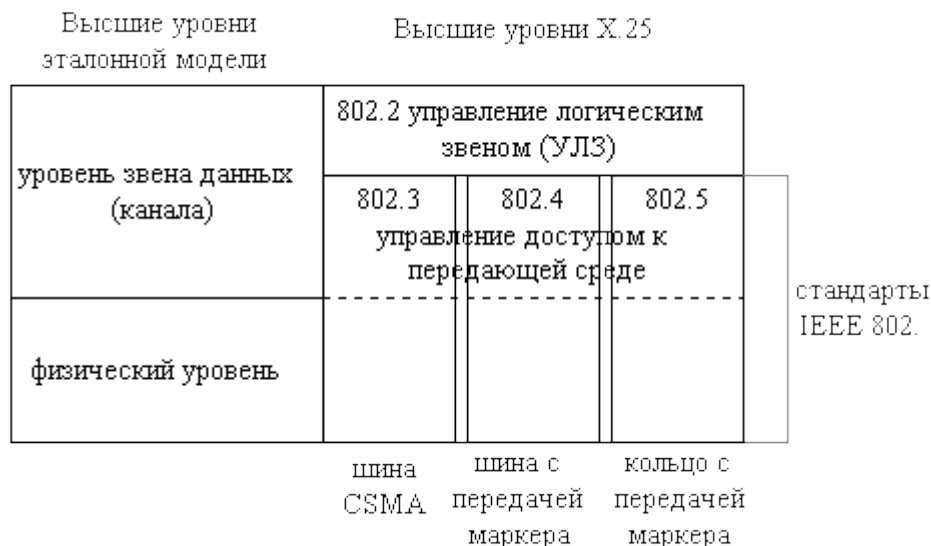 Высшие уровни
эталонной модели
Высшие уровни X.25
802.2 управление логическим
звеном (УЛЗ)
уровень звена данных
(канала)
802.3 802.4 802.5
управление доступом к
передающей среде
стандарты
IEEE 802.
физический уровень
шина
CSMA
шина с
передачей
маркера
кольцо с
передачей
маркера